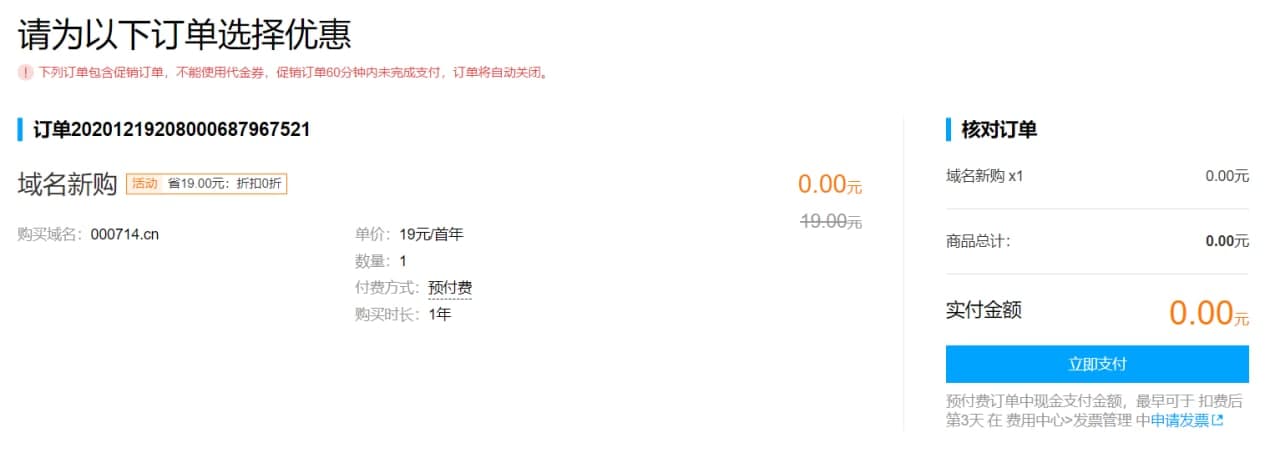 请为以下订单选择优惠
! 下列订单包含促销订单，不能使用代金券，促销订单60分钟内未完成支付，订单将自动关闭。
订单20201219208000687967521
域名新购 活动 省19.00元：折扣0折
0.00元
19.00元
购买域名：000714.cn
单价：19元/首年
数量：1
付费方式：预付费
购买时长：1年
核对订单
域名新购 x1 0.00元
商品总计： 0.00元
实付金额 0.00元
立即支付
预付费订单中现金支付金额，最早可于 扣费后
第3天 在 费用中心>发票管理 中申请发票